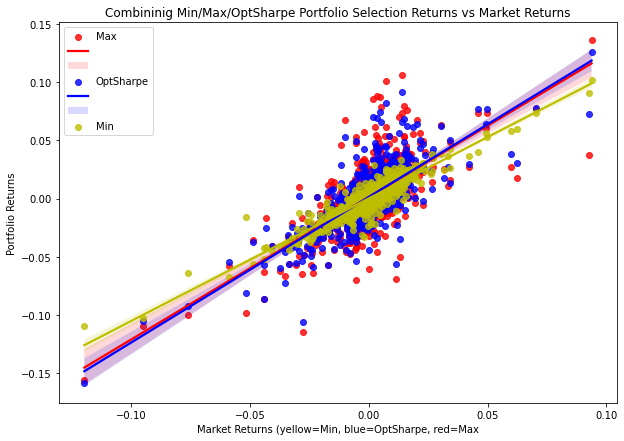 Combininig Min/Max/OptSharpe Portfolio Selection Returns vs Market Returns
Max
OptSharpe
Min
0.15
0.10
0.05
0.00
−0.05
−0.10
−0.15
Portfolio Returns
−0.10
−0.05
0.00
0.05
0.10
Market Returns (yellow=Min, blue=OptSharpe, red=Max